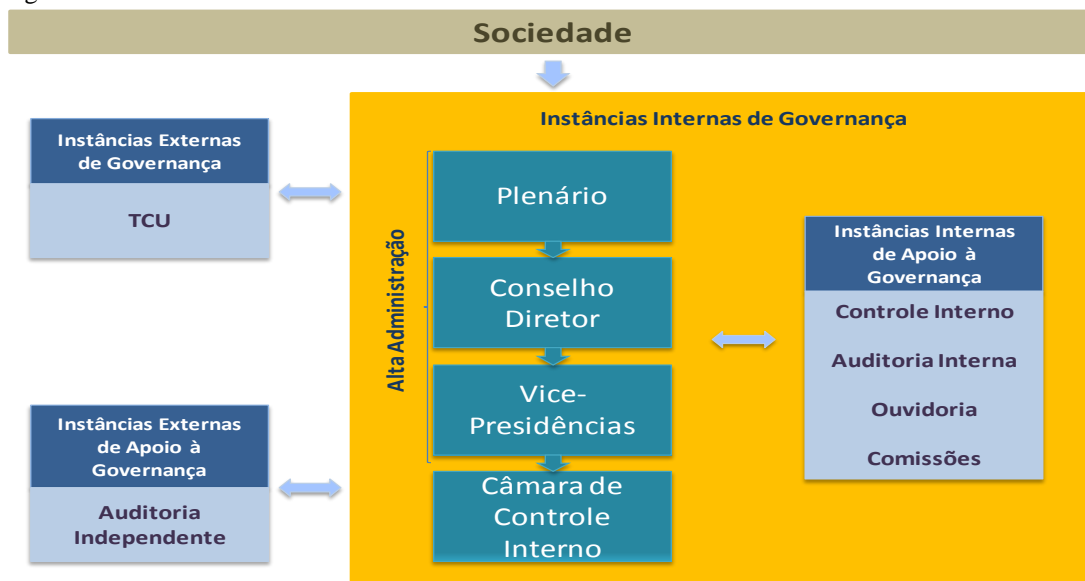 Sociedade
Instâncias Internas de Governança
Instâncias Externas
de Governança
TCU
Alta Administração
Plenário
Conselho
Diretor
Vice-
Presidências
Câmara de
Controle
Interno
Instâncias Internas
de Apoio à
Governança
Controle Interno
Auditoria Interna
Ouvidoria
Comissões
Instâncias Externas
de Apoio à
Governança
Auditoria
Independente